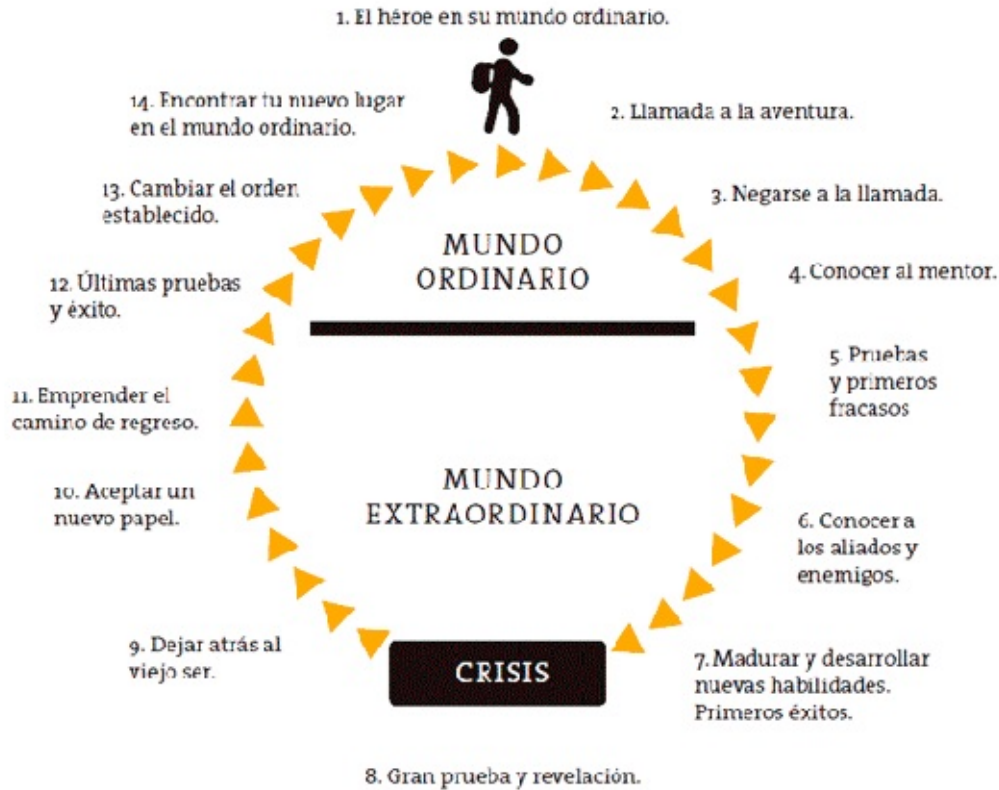 1. El héroe en su mundo ordinario.
2. Llamada a la aventura.
3. Negarse a la llamada.
4. Conocer al mentor.
5. Pruebas
y primeros
fracasos
6. Conocer a
los aliados y
enemigos.
7. Madurar y desarrollar
nuevas habilidades.
Primeros éxitos.
8. Gran prueba y revelación.
9. Dejar atrás al
viejo ser.
10. Aceptar un
nuevo papel.
11. Emprender el
camino de regreso.
12. Últimas pruebas
y éxito.
13. Cambiar el orden
establecido.
14. Encontrar tu nuevo lugar
en el mundo ordinario.
MUNDO
ORDINARIO
MUNDO
EXTRAORDINARIO
CRISIS